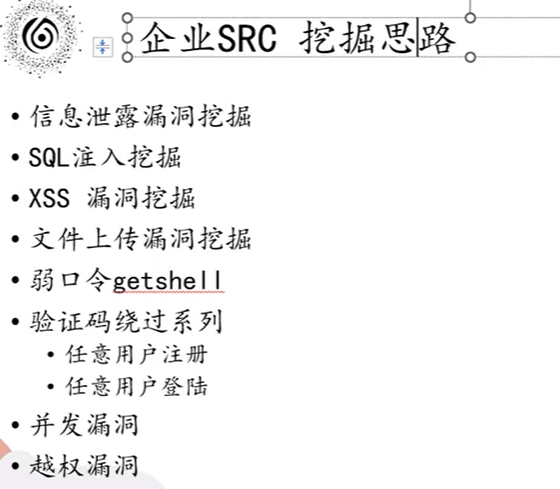 企业SRC 挖掘思路
• 信息泄露漏洞挖掘
• SQL注入挖掘
• XSS 漏洞挖掘
• 文件上传漏洞挖掘
• 弱口令getshell
• 验证码绕过系列
• 任意用户注册
• 任意用户登陆
• 并发漏洞
• 越权漏洞